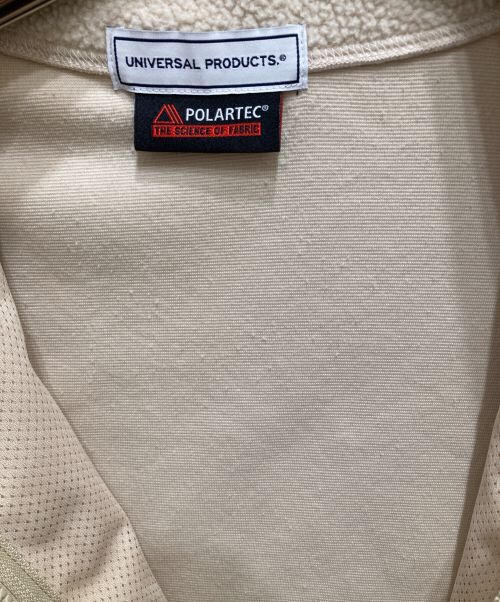 UNIVERSAL PRODUCTS.®
POLARTEC®
THE SCIENCE OF FABRIC